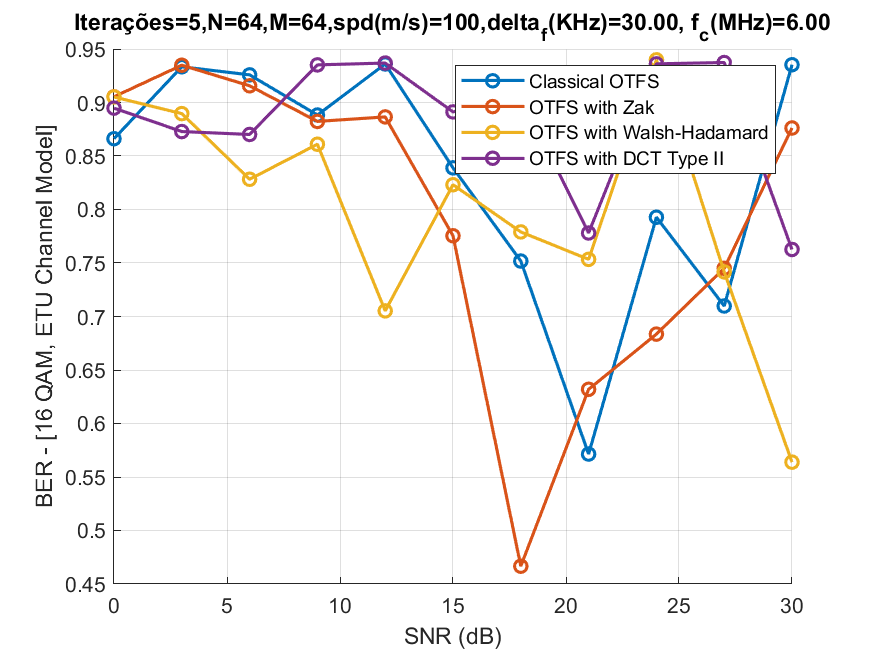 Iterações=5,N=64,M=64,spd(m/s)=100,delta_f(KHz)=30.00, f_c(MHz)=6.00
0.95
0.9
0.85
0.8
0.75
0.7
0.65
0.6
0.55
0.5
0.45
BER - [16 QAM, ETU Channel Model]
Classical OTFS
OTFS with Zak
OTFS with Walsh-Hadamard
OTFS with DCT Type II
0 5 10 15 20 25 30
SNR (dB)